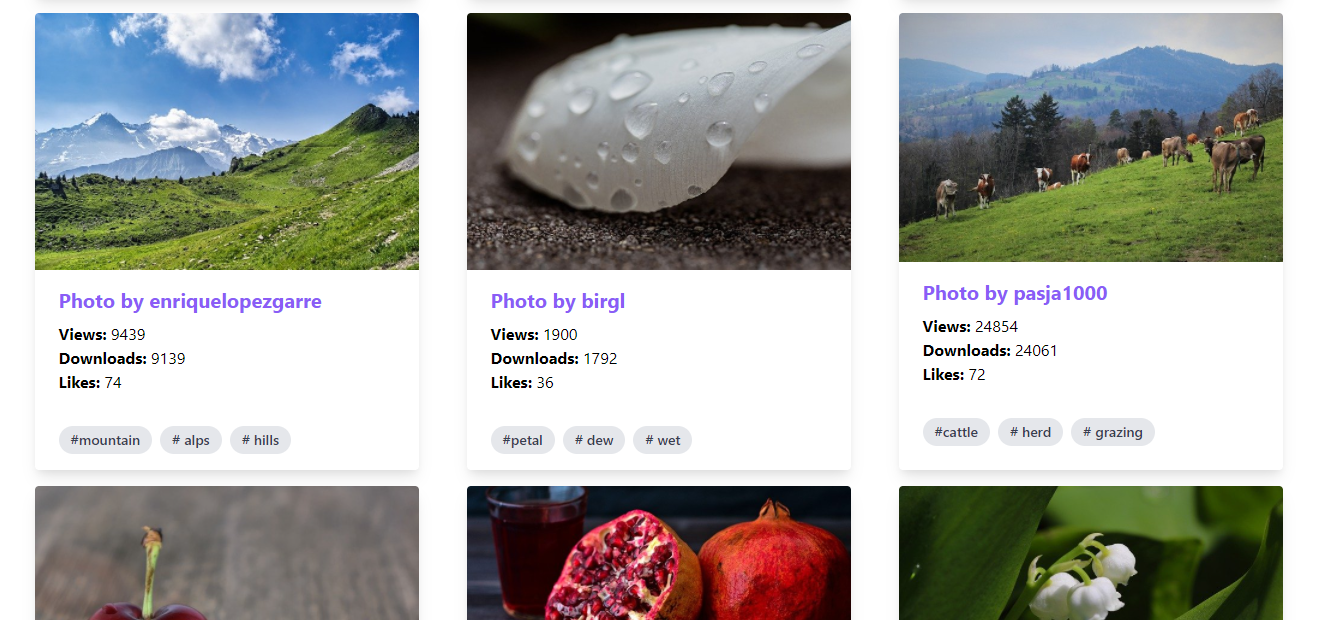 Photo by enriquelopezgarre
Views: 9439
Downloads: 9139
Likes: 74
#mountain
# alps
# hills
Photo by birgl
Views: 1900
Downloads: 1792
Likes: 36
#petal
# dew
# wet
Photo by pasja1000
Views: 24854
Downloads: 24061
Likes: 72
#cattle
# herd
# grazing